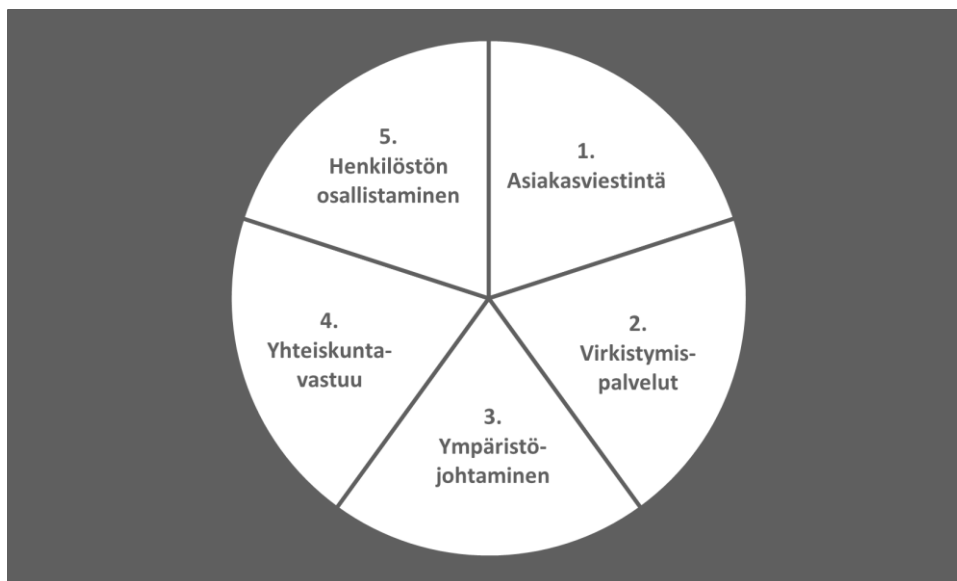 1.
Asiakasviestintä
2.
Virkistymis-
palvelut
3.
Ympäristö-
johtaminen
4.
Yhteiskunta-
vastuu
5.
Henkilöstön
osallistaminen